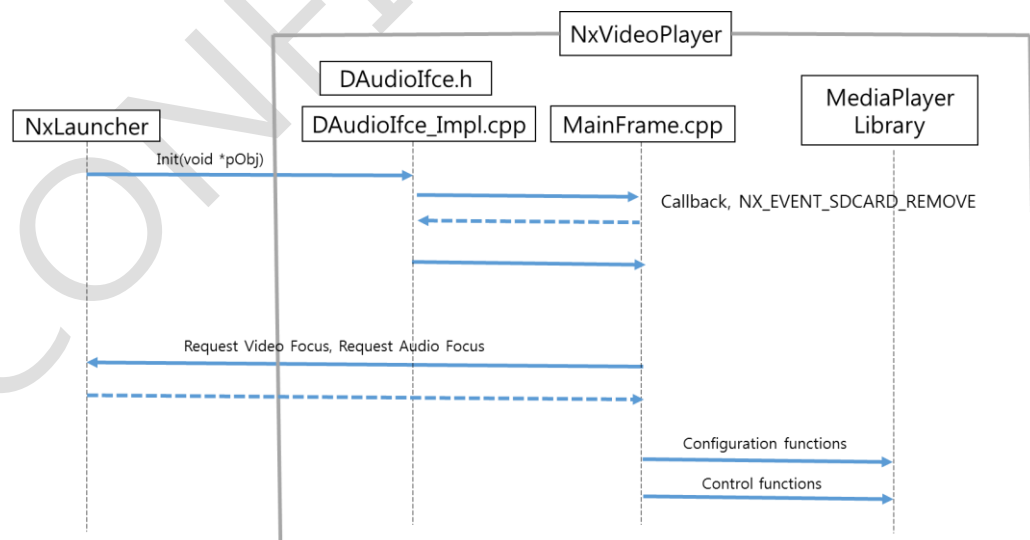 NxVideoPlayer
DAudioIfce.h
NxLauncher
DAudioIfce_Impl.cpp
MainFrame.cpp
MediaPlayer
Library
Init(void *pObj)
Callback, NX_EVENT_SDCARD_REMOVE
Request Video Focus, Request Audio Focus
Configuration functions
Control functions